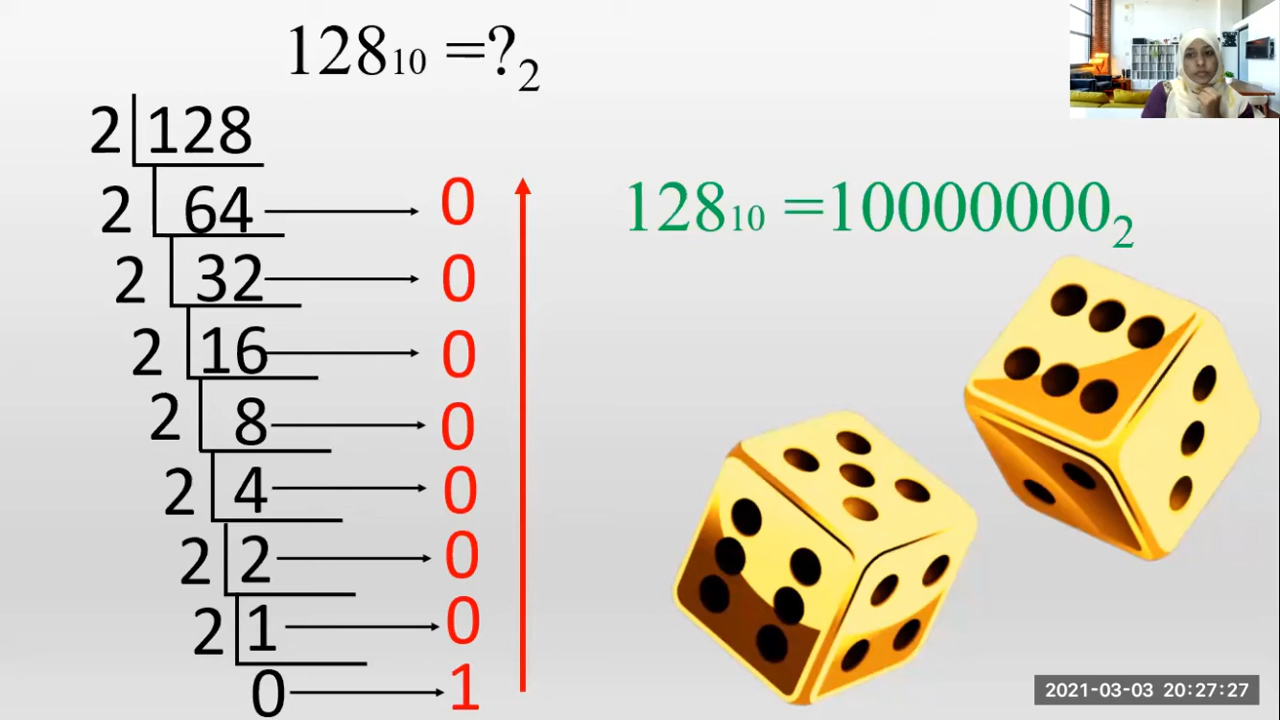 128₁₀ =?₂
2 128
2 64 0
2 32 0
2 16 0
2 8 0
2 4 0
2 2 0
2 1 0
0 1
128₁₀ =10000000₂
2021-03-03 20:27:27